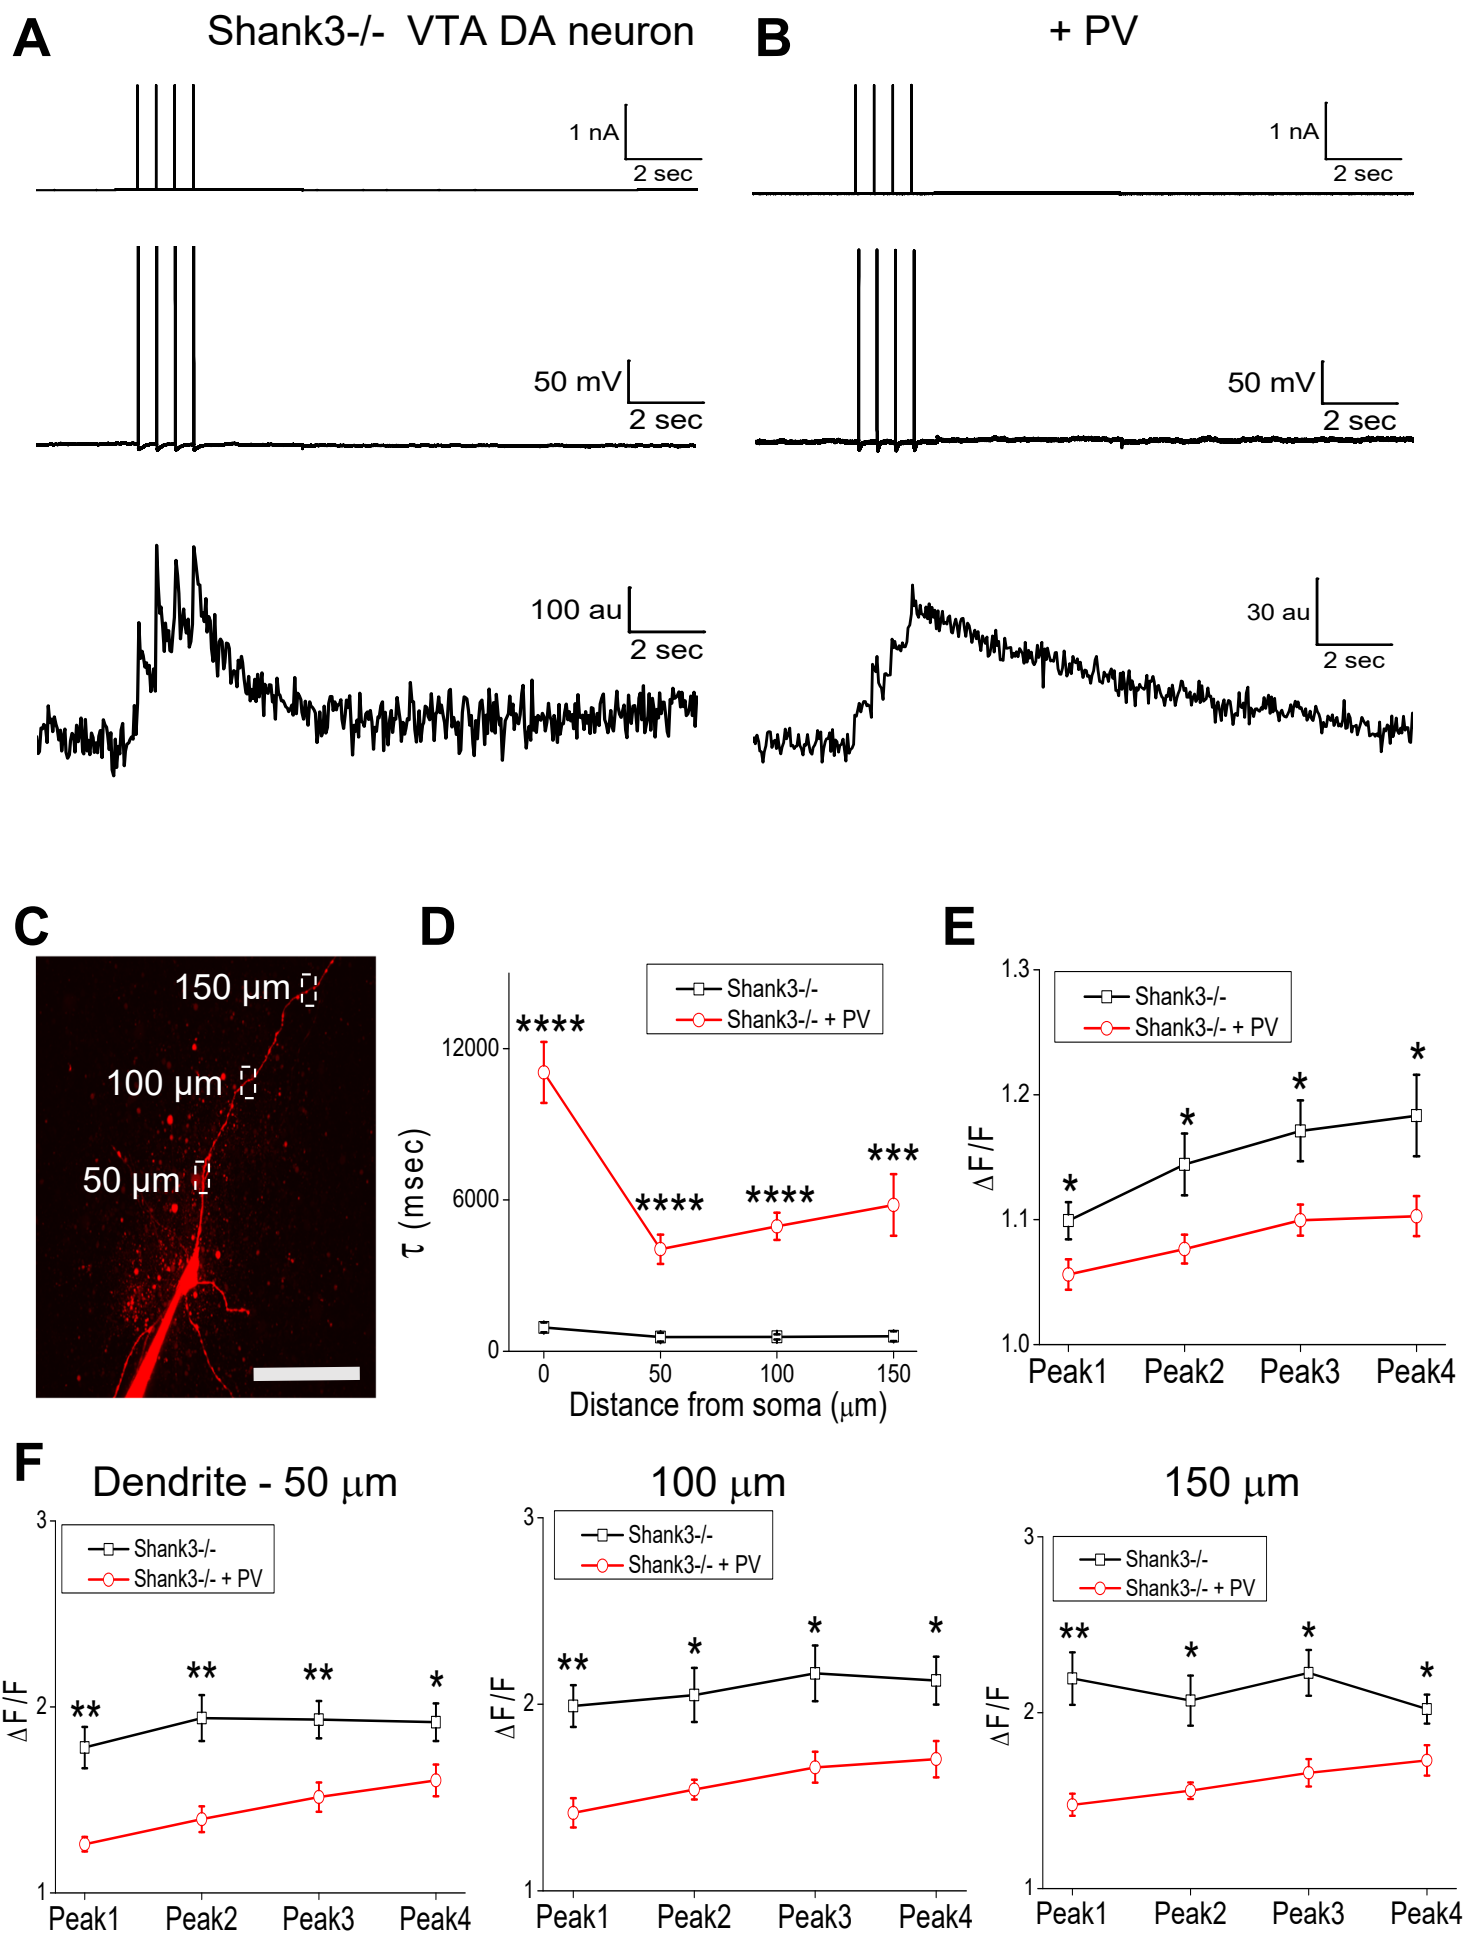 A Shank3-/- VTA DA neuron
B + PV
1 nA
2 sec
1 nA
2 sec
50 mV
2 sec
50 mV
2 sec
100 au
2 sec
30 au
2 sec
C
150 μm
100 μm
50 μm
D
Shank3-/-
Shank3-/- + PV
**** **** **** ***
12000
6000
0
τ (msec)
0 50 100 150
Distance from soma (μm)
E
Shank3-/-
Shank3-/- + PV
* * * *
1.3
1.2
1.1
1.0
ΔF/F
Peak1 Peak2 Peak3 Peak4
F
Dendrite - 50 μm
Shank3-/-
Shank3-/- + PV
** ** ** *
3
2
1
ΔF/F
Peak1 Peak2 Peak3 Peak4
100 μm
Shank3-/-
Shank3-/- + PV
** * * *
3
2
1
ΔF/F
Peak1 Peak2 Peak3 Peak4
150 μm
Shank3-/-
Shank3-/- + PV
** * * *
3
2
1
ΔF/F
Peak1 Peak2 Peak3 Peak4